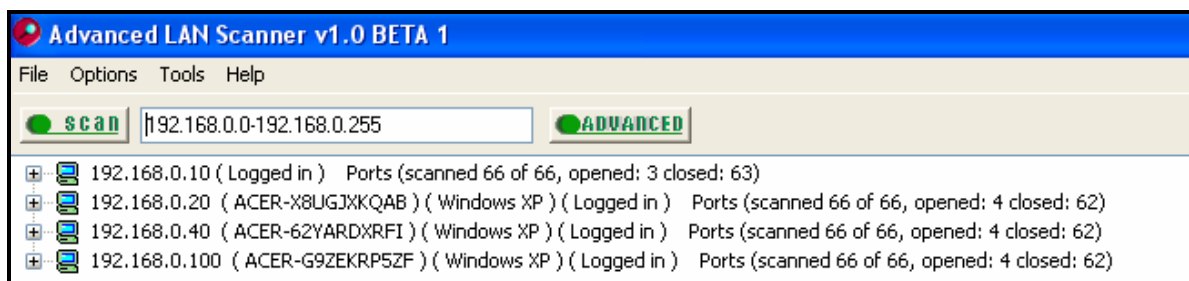 Advanced LAN Scanner v1.0 BETA 1
File Options Tools Help
scan 192.168.0.0-192.168.0.255 ADVANCED
192.168.0.10 ( Logged in ) Ports (scanned 66 of 66, opened: 3 closed: 63)
192.168.0.20 ( ACER-X8UGJXKQAB ) ( Windows XP ) ( Logged in ) Ports (scanned 66 of 66, opened: 4 closed: 62)
192.168.0.40 ( ACER-62YARDXRFI ) ( Windows XP ) ( Logged in ) Ports (scanned 66 of 66, opened: 4 closed: 62)
192.168.0.100 ( ACER-G9ZEKRP5ZF ) ( Windows XP ) ( Logged in ) Ports (scanned 66 of 66, opened: 4 closed: 62)